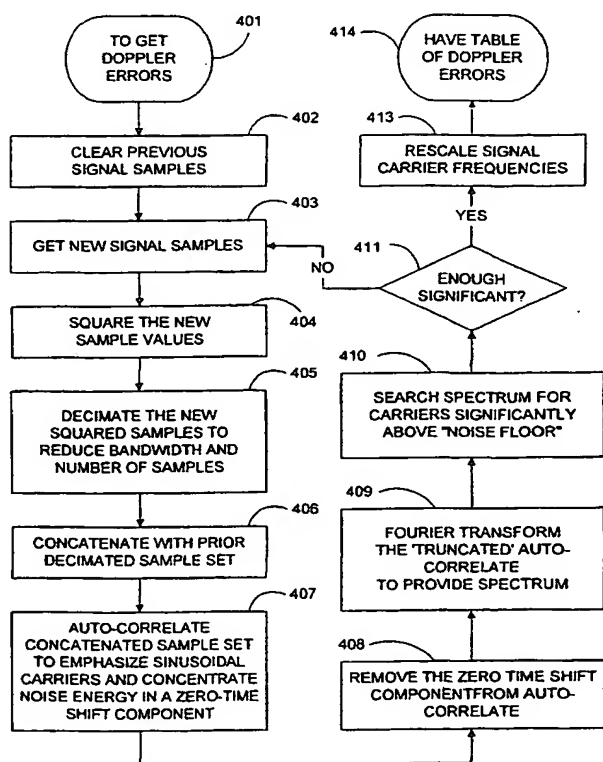 TO GET
DOPPLER
ERRORS
401
402
CLEAR PREVIOUS
SIGNAL SAMPLES
403
GET NEW SIGNAL SAMPLES
404
SQUARE THE NEW
SAMPLE VALUES
405
DECIMATE THE NEW
SQUARED SAMPLES TO
REDUCE BANDWIDTH AND
NUMBER OF SAMPLES
406
CONCATENATE WITH PRIOR
DECIMATED SAMPLE SET
407
AUTO-CORRELATE
CONCATENATED SAMPLE SET
TO EMPHASIZE SINUSOIDAL
CARRIERS AND CONCENTRATE
NOISE ENERGY IN A ZERO-TIME
SHIFT COMPONENT
414
HAVE TABLE
OF DOPPLER
ERRORS
413
RESCALE SIGNAL
CARRIER FREQUENCIES
YES
411
NO
ENOUGH
SIGNIFICANT?
410
SEARCH SPECTRUM FOR
CARRIERS SIGNIFICANTLY
ABOVE "NOISE FLOOR"
409
FOURIER TRANSFORM
THE 'TRUNCATED' AUTO-
CORRELATE
TO PROVIDE SPECTRUM
408
REMOVE THE ZERO TIME SHIFT
COMPONENTFROM AUTO-
CORRELATE